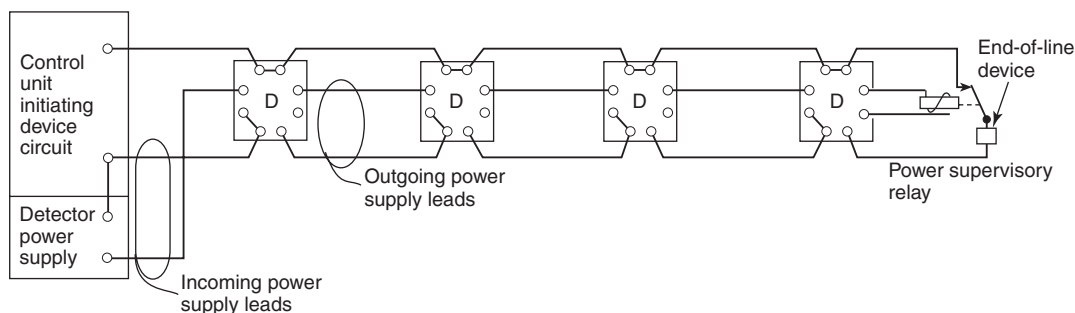 Control
unit
initiating
device
circuit
Detector
power
supply
D
D
D
D
End-of-line
device
Outgoing power
supply leads
Power supervisory
relay
Incoming power
supply leads